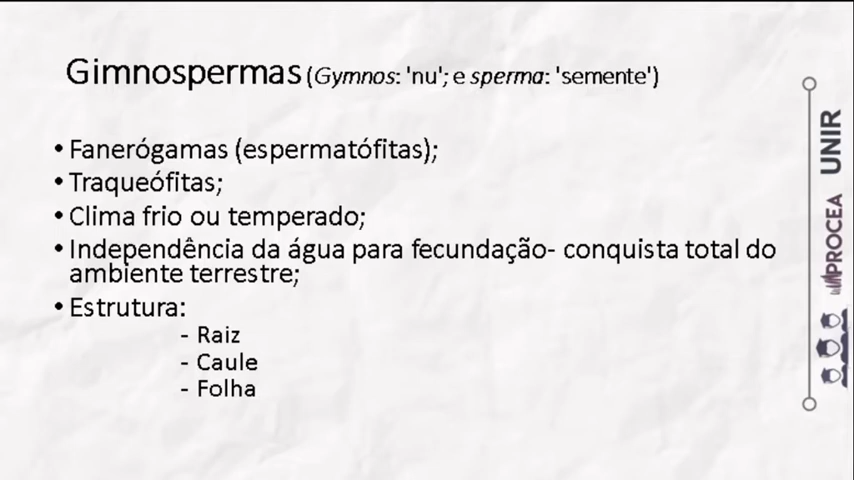 Gimnospermas (Gymnos: 'nu'; e sperma: 'semente')
• Fanerógamas (espermatófitas);
• Traqueófitas;
• Clima frio ou temperado;
• Independência da água para fecundação- conquista total do
ambiente terrestre;
• Estrutura:
- Raiz
- Caule
- Folha
PROCEA UNIR